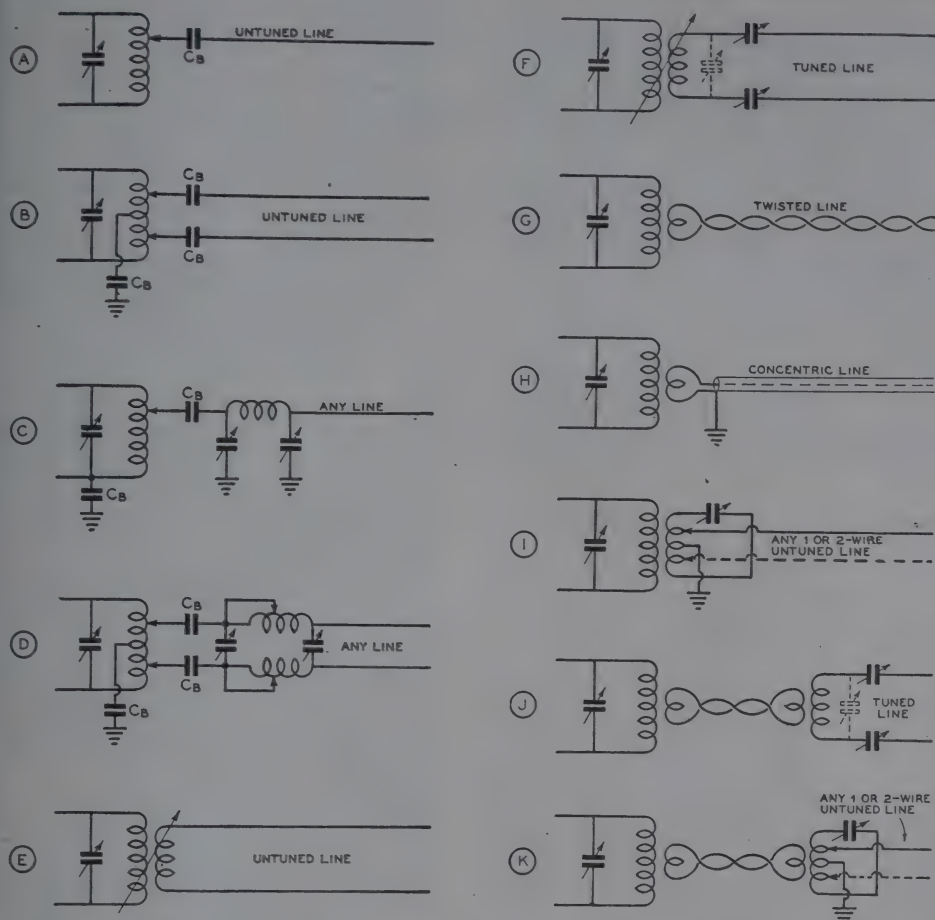 A
CB
UNTUNED LINE
B
CB
UNTUNED LINE
CB
CB
C
CB
ANY LINE
CB
D
CB
ANY LINE
CB
CB
E
UNTUNED LINE
F
TUNED LINE
G
TWISTED LINE
H
CONCENTRIC LINE
I
ANY 1 OR 2-WIRE
UNTUNED LINE
J
TUNED
LINE
K
ANY 1 OR 2-WIRE
UNTUNED LINE